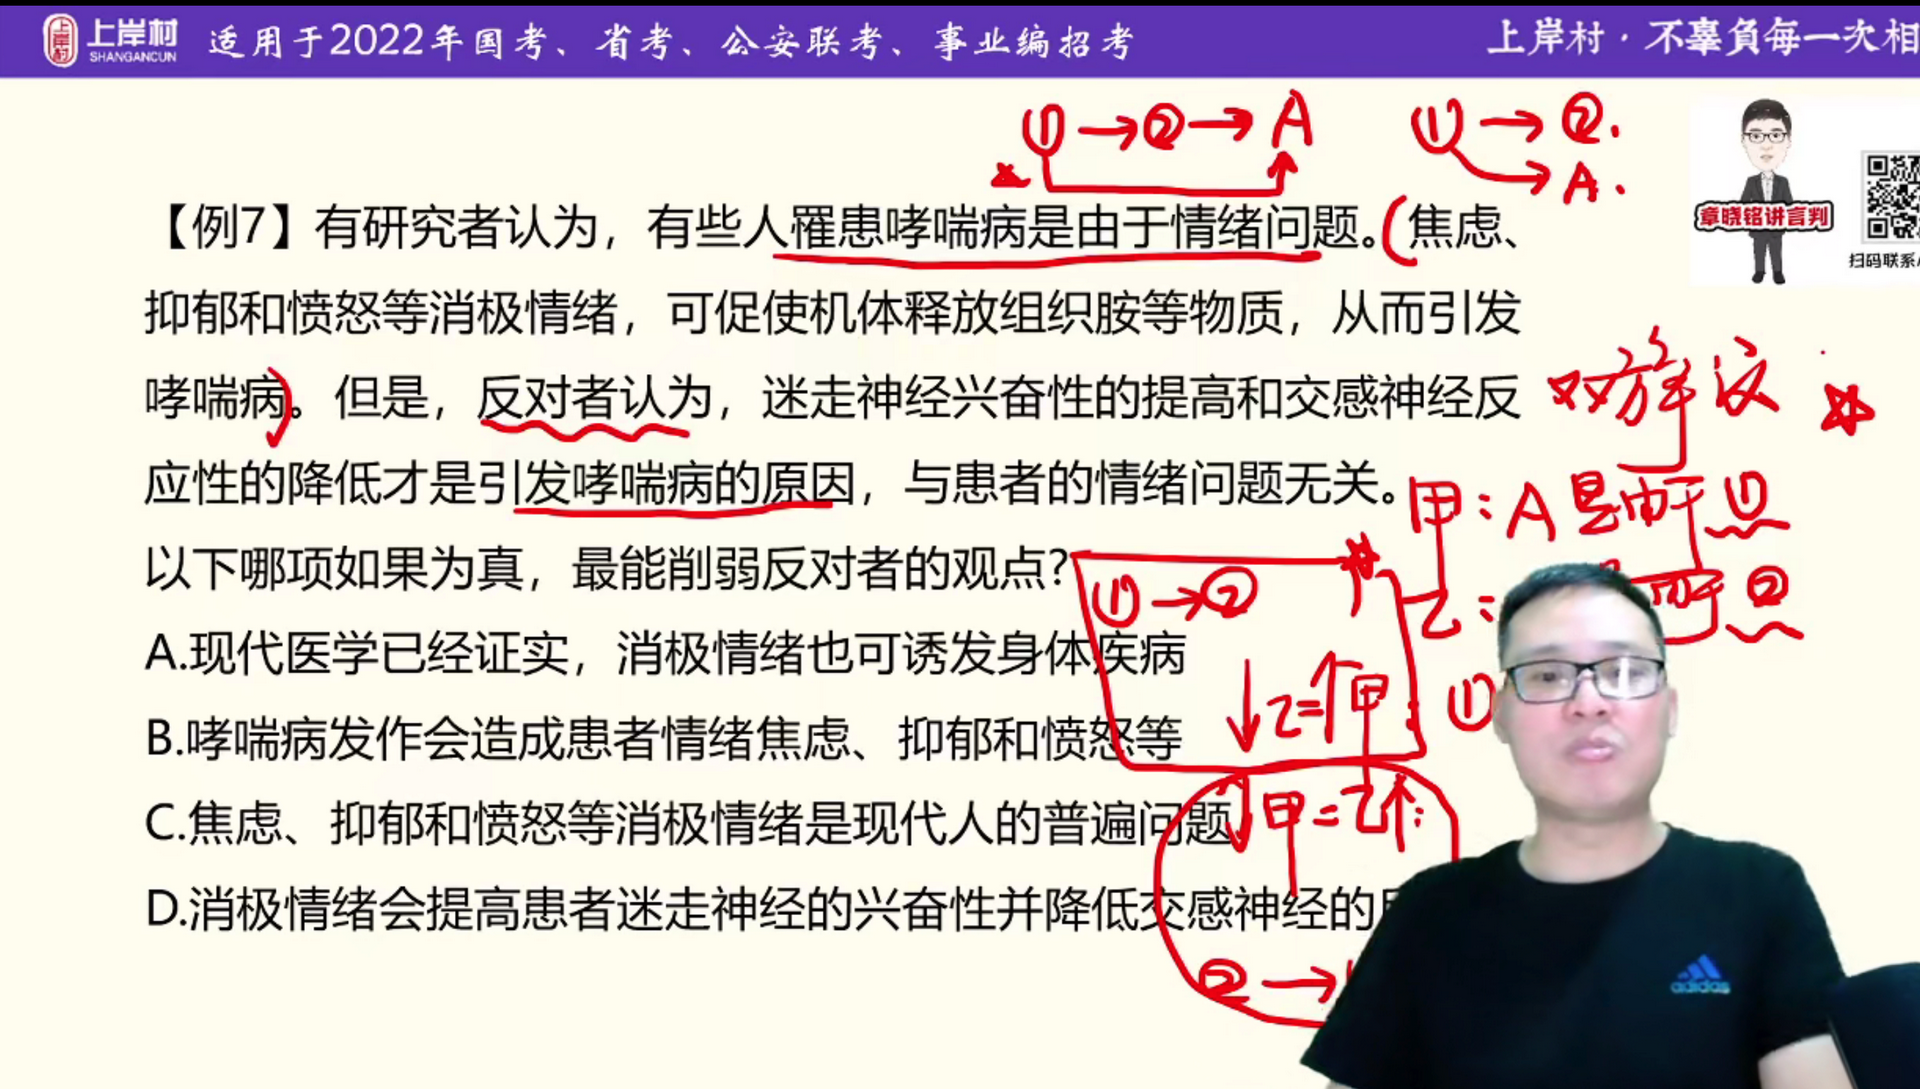 上岸村 SHANGANCUN 适用于2022年国考、省考、公安联考、事业编招考 上岸村·不辜負每一次相
①→②→A ①→②.
→A.
章晓铭讲言判
扫码联系
【例7】有研究者认为，有些人罹患哮喘病是由于情绪问题。(焦虑、
抑郁和愤怒等消极情绪，可促使机体释放组织胺等物质，从而引发
哮喘病)。但是，反对者认为，迷走神经兴奋性的提高和交感神经反
应性的降低才是引发哮喘病的原因，与患者的情绪问题无关。
甲:A是由于①
以下哪项如果为真，最能削弱反对者的观点?
①→②
乙: 由于②
A.现代医学已经证实，消极情绪也可诱发身体疾病
↓乙=↑甲
①
B.哮喘病发作会造成患者情绪焦虑、抑郁和愤怒等
C.焦虑、抑郁和愤怒等消极情绪是现代人的普遍问题
↓甲=乙↑
D.消极情绪会提高患者迷走神经的兴奋性并降低交感神经的
②→
adidas